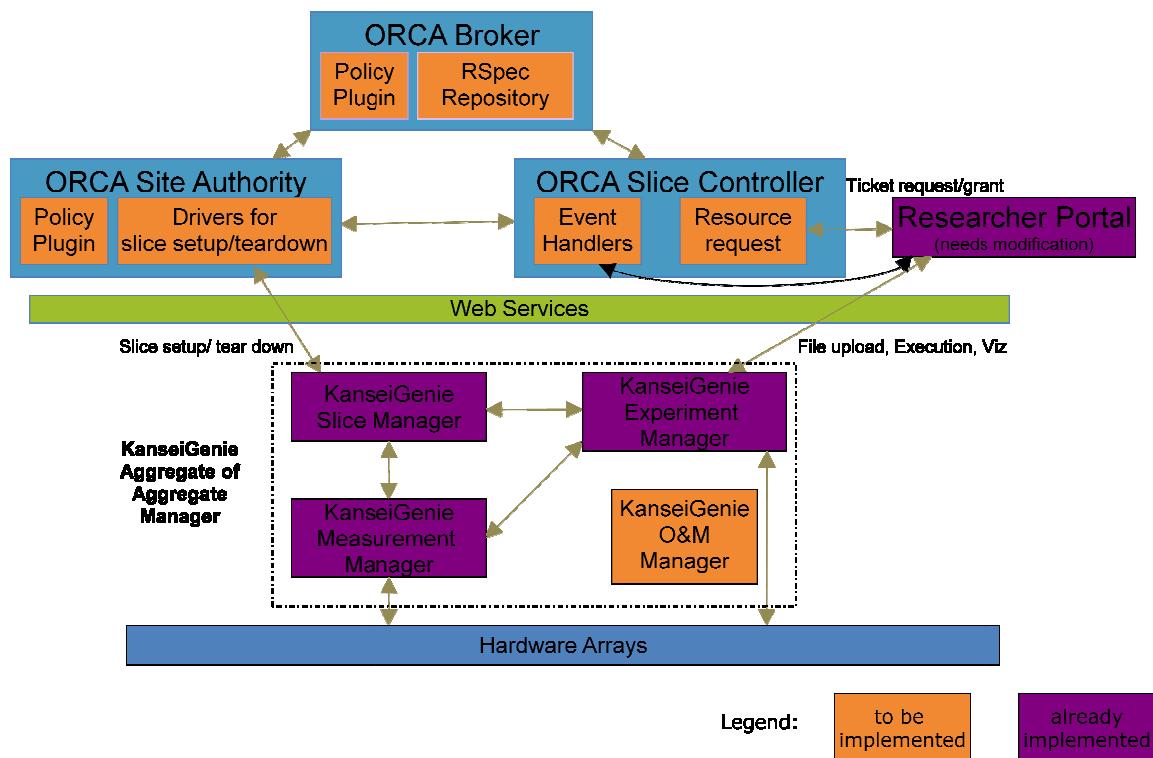 ORCA Broker
Policy
Plugin
RSpec
Repository
ORCA Site Authority
Policy
Plugin
Drivers for
slice setup/teardown
ORCA Slice Controller
Event
Handlers
Resource
request
Ticket request/grant
Researcher Portal
(needs modification)
Web Services
Slice setup/ tear down
File upload, Execution, Viz
KanseiGenie
Aggregate of
Aggregate
Manager
KanseiGenie
Slice Manager
KanseiGenie
Experiment
Manager
KanseiGenie
Measurement
Manager
KanseiGenie
O&M
Manager
Hardware Arrays
Legend:
to be
implemented
already
implemented